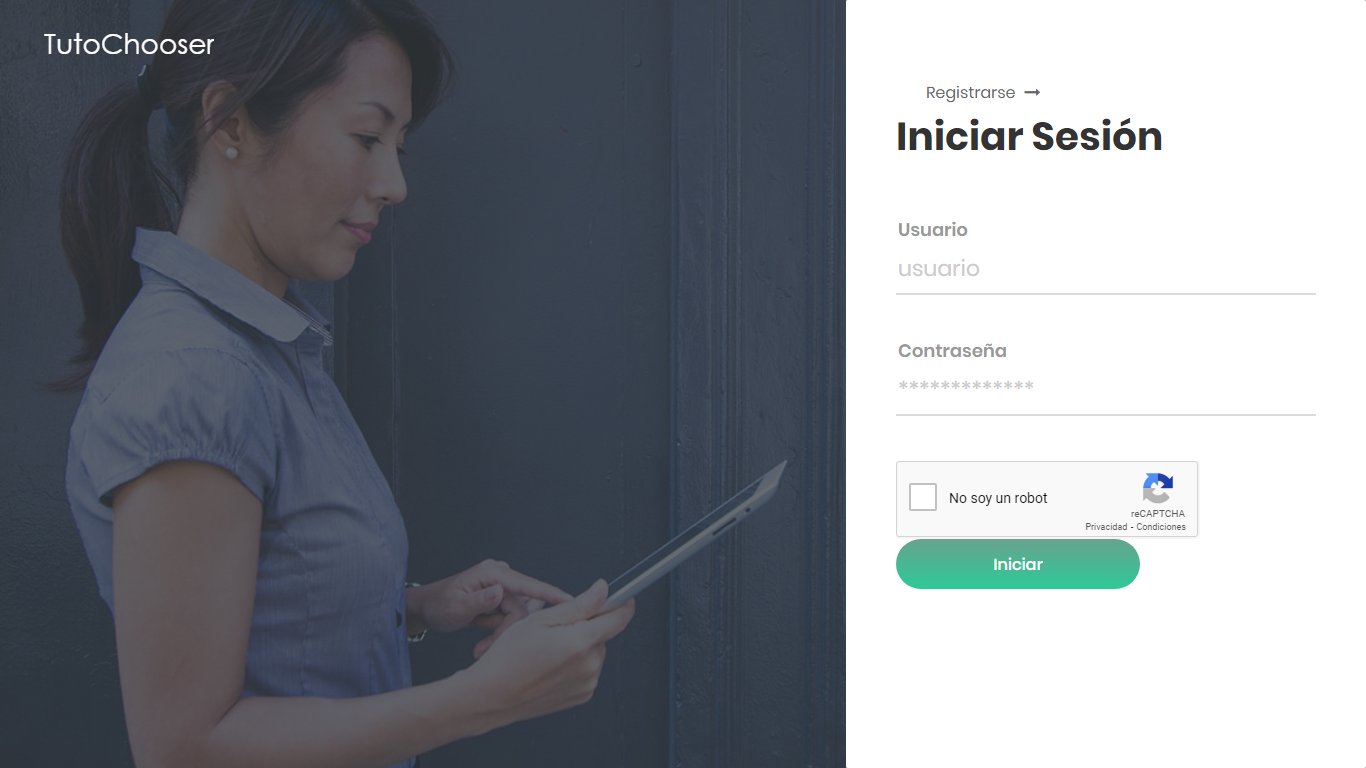 TutoChooser
Registrarse →
Iniciar Sesión
Usuario
usuario
Contraseña
*************
No soy un robot
reCAPTCHA
Privacidad - Condiciones
Iniciar